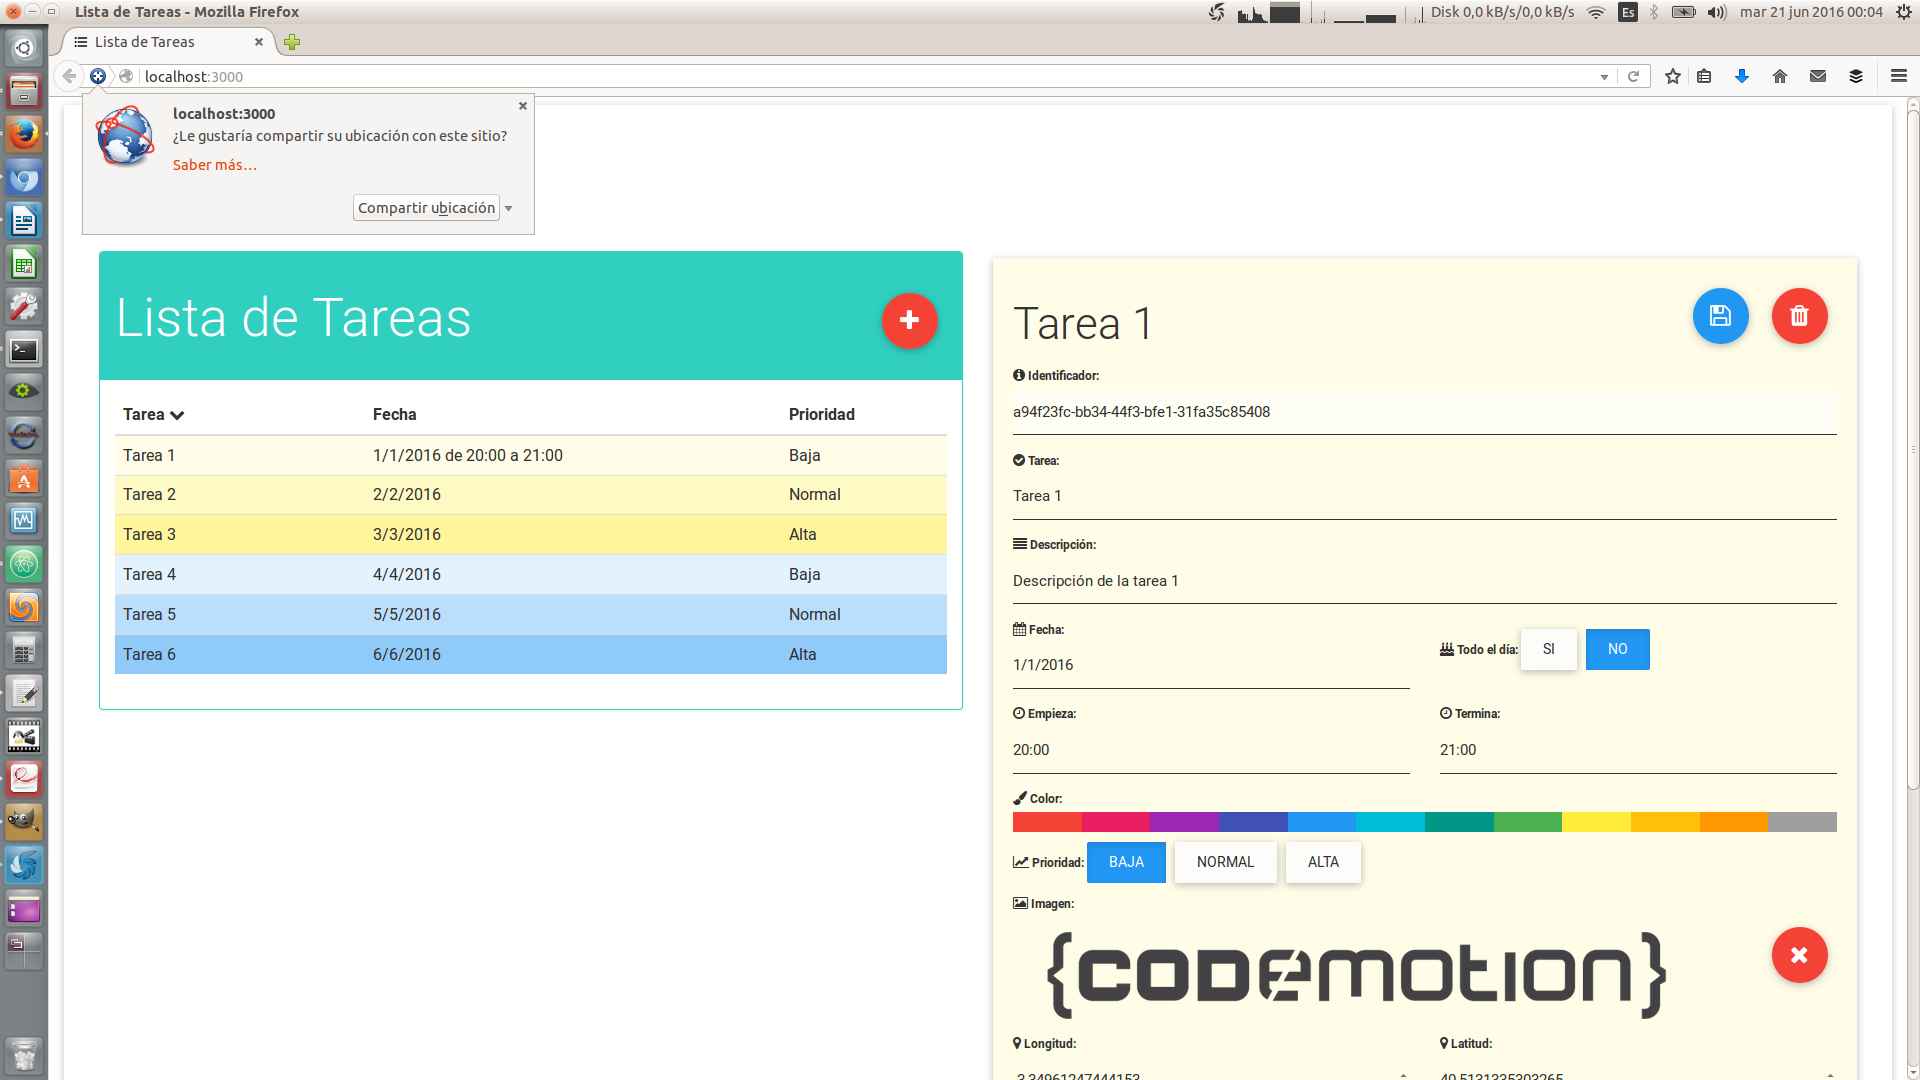 Lista de Tareas - Mozilla Firefox
Disk 0,0 kB/s/0,0 kB/s
Es
mar 21 jun 2016 00:04
Lista de Tareas
localhost:3000
localhost:3000
¿Le gustaría compartir su ubicación con este sitio?
Saber más…
Compartir ubicación
Lista de Tareas
Tarea Fecha Prioridad
Tarea 1 1/1/2016 de 20:00 a 21:00 Baja
Tarea 2 2/2/2016 Normal
Tarea 3 3/3/2016 Alta
Tarea 4 4/4/2016 Baja
Tarea 5 5/5/2016 Normal
Tarea 6 6/6/2016 Alta
Tarea 1
Identificador:
a94f23fc-bb34-44f3-bfe1-31fa35c85408
Tarea:
Tarea 1
Descripción:
Descripción de la tarea 1
Fecha:
1/1/2016
Todo el día: SI NO
Empieza: Termina:
20:00 21:00
Color:
Prioridad: BAJA NORMAL ALTA
Imagen:
{CODEMOTION}
Longitud: Latitud:
-3.34961247444153 40.5131335303265